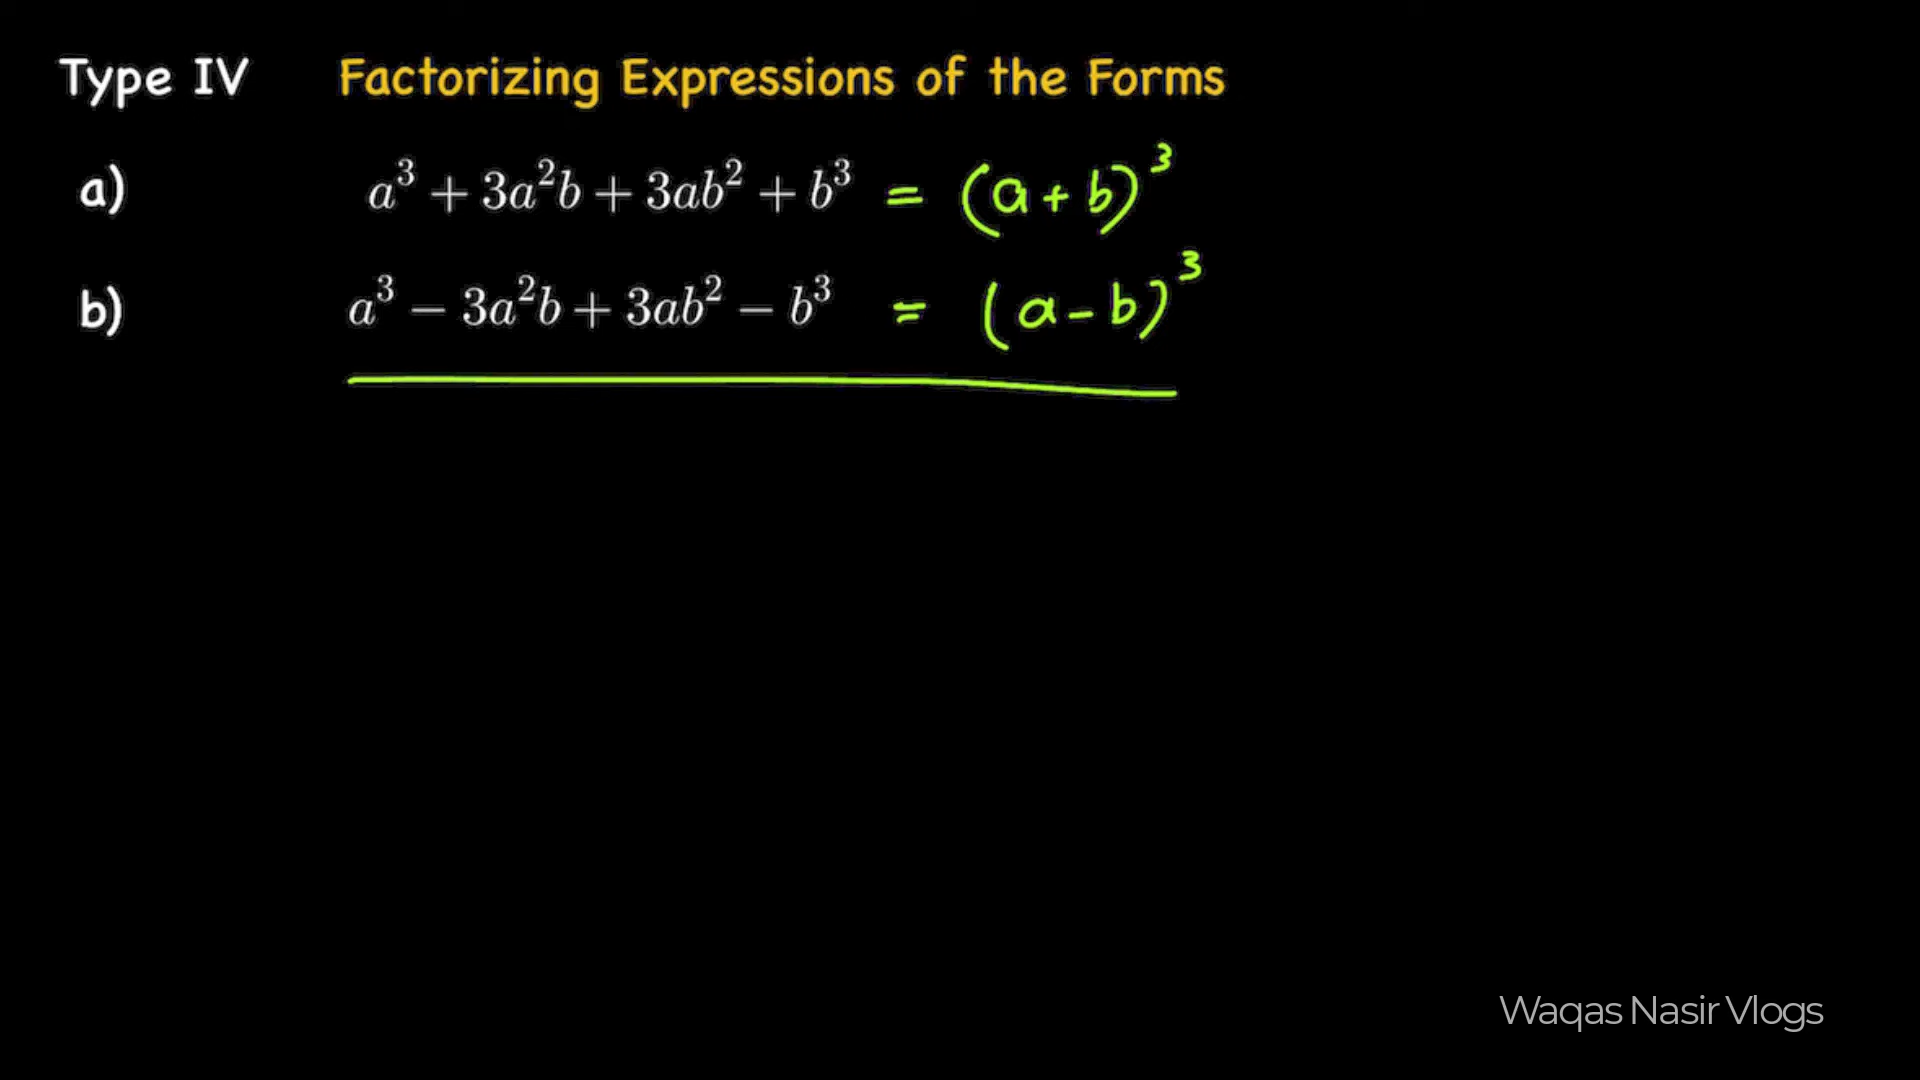 Type IV Factorizing Expressions of the Forms
a) a³ + 3a²b + 3ab² + b³ = (a + b)³
b) a³ − 3a²b + 3ab² − b³ = (a − b)³
Waqas Nasir Vlogs